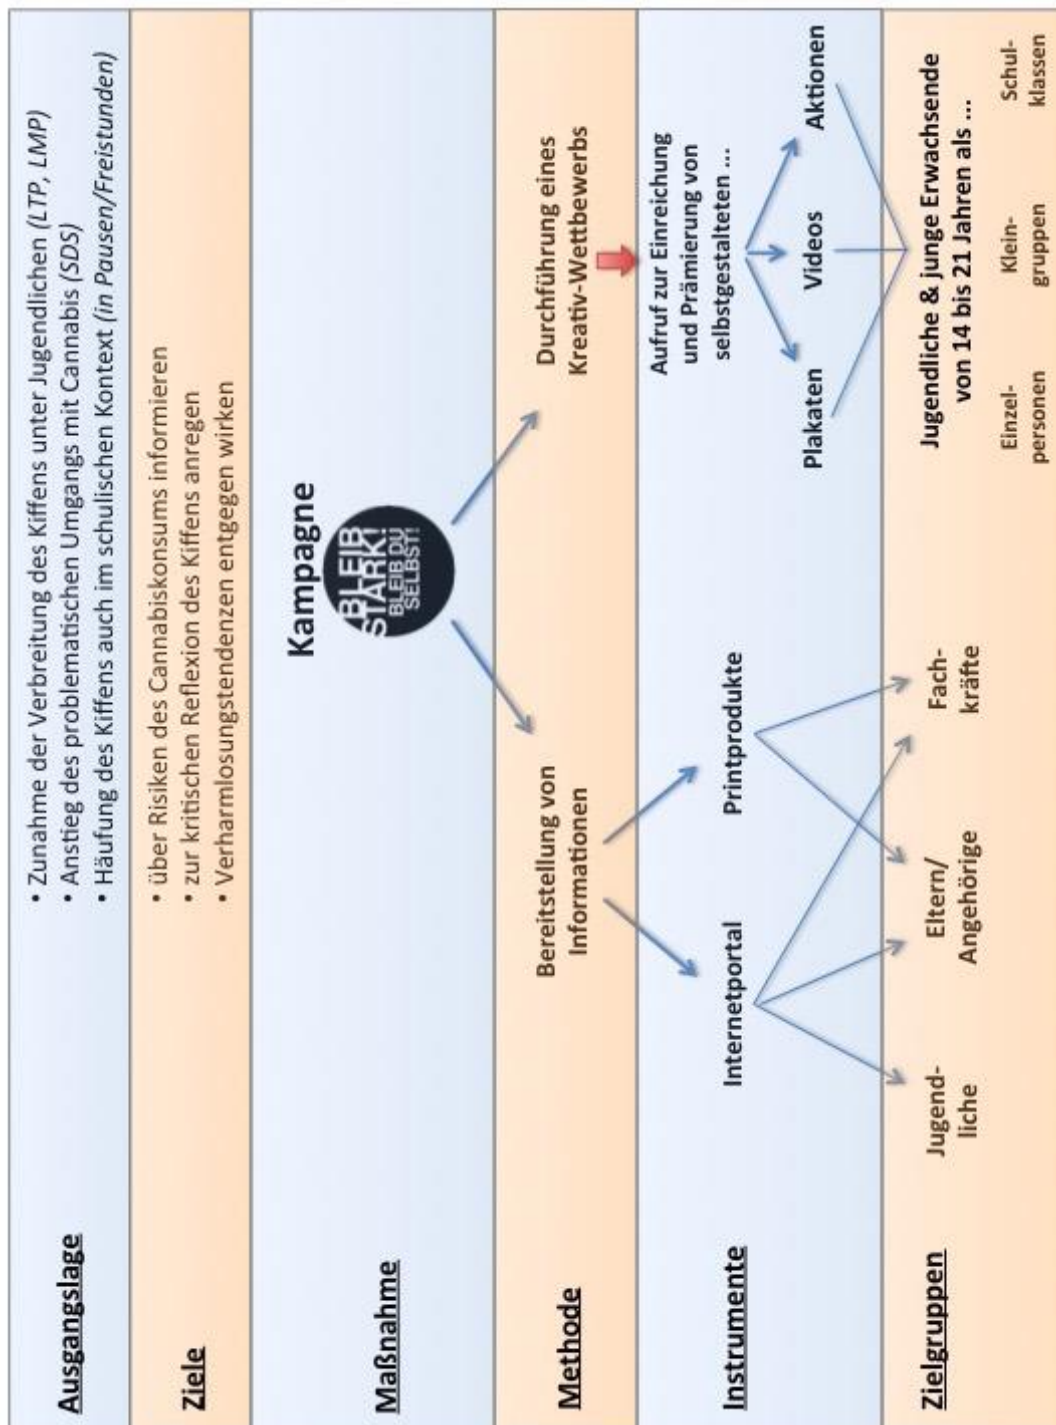 Ausgangslage
• Zunahme der Verbreitung des Kiffens unter Jugendlichen (LTP, LMP)
• Anstieg des problematischen Umgangs mit Cannabis (SDS)
• Häufung des Kiffens auch im schulischen Kontext (in Pausen/Freistunden)
Ziele
• über Risiken des Cannabiskonsums informieren
• zur kritischen Reflexion des Kiffens anregen
• Verharmlosungstendenzen entgegen wirken
Maßnahme
Kampagne
BLEIB
STARK!
BLEIB DU
SELBST!
Methode
Bereitstellung von
Informationen
Durchführung eines
Kreativ-Wettbewerbs
Instrumente
Internetportal
Printprodukte
Aufruf zur Einreichung
und Prämierung von
selbstgestalteten ...
Plakaten
Videos
Aktionen
Zielgruppen
Jugend-
liche
Eltern/
Angehörige
Fach-
kräfte
Jugendliche & junge Erwachsende
von 14 bis 21 Jahren als ...
Einzel-
personen
Klein-
gruppen
Schul-
klassen